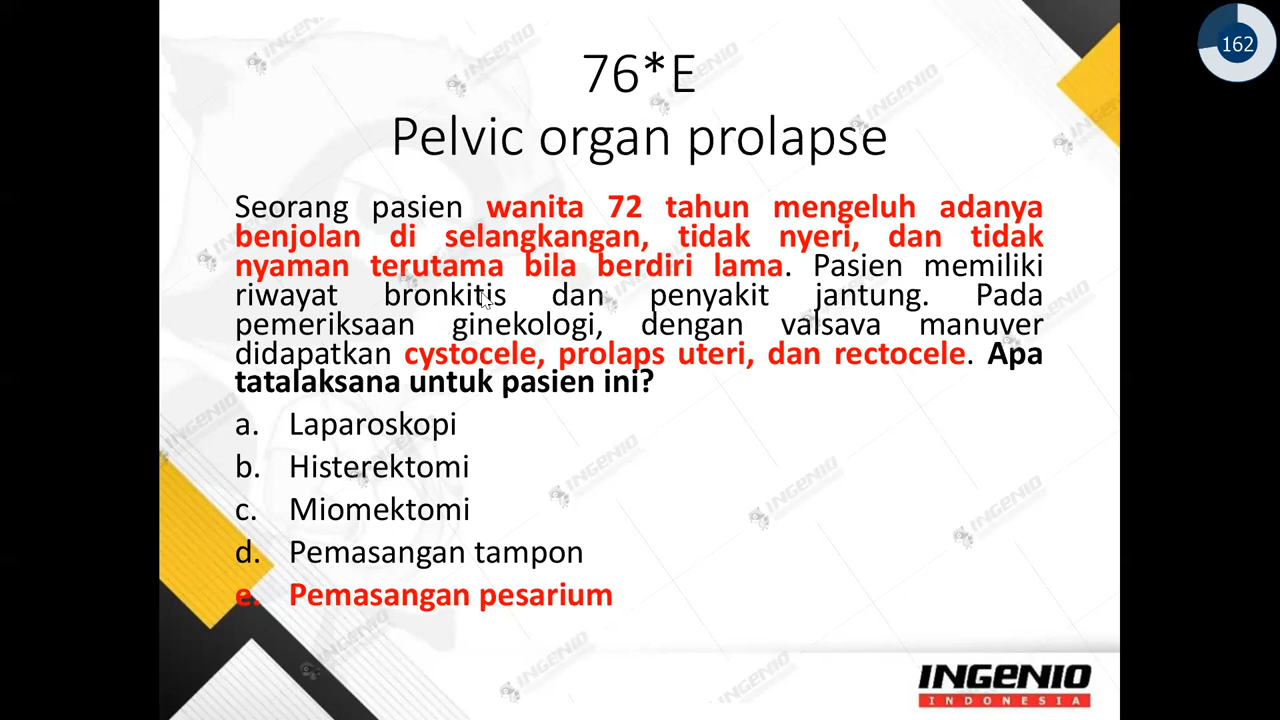 162
76*E
Pelvic organ prolapse
Seorang pasien wanita 72 tahun mengeluh adanya
benjolan di selangkangan, tidak nyeri, dan tidak
nyaman terutama bila berdiri lama. Pasien memiliki
riwayat bronkitis dan penyakit jantung. Pada
pemeriksaan ginekologi, dengan valsava manuver
didapatkan cystocele, prolaps uteri, dan rectocele. Apa
tatalaksana untuk pasien ini?
a. Laparoskopi
b. Histerektomi
c. Miomektomi
d. Pemasangan tampon
e. Pemasangan pesarium
INGENIO
INDONESIA